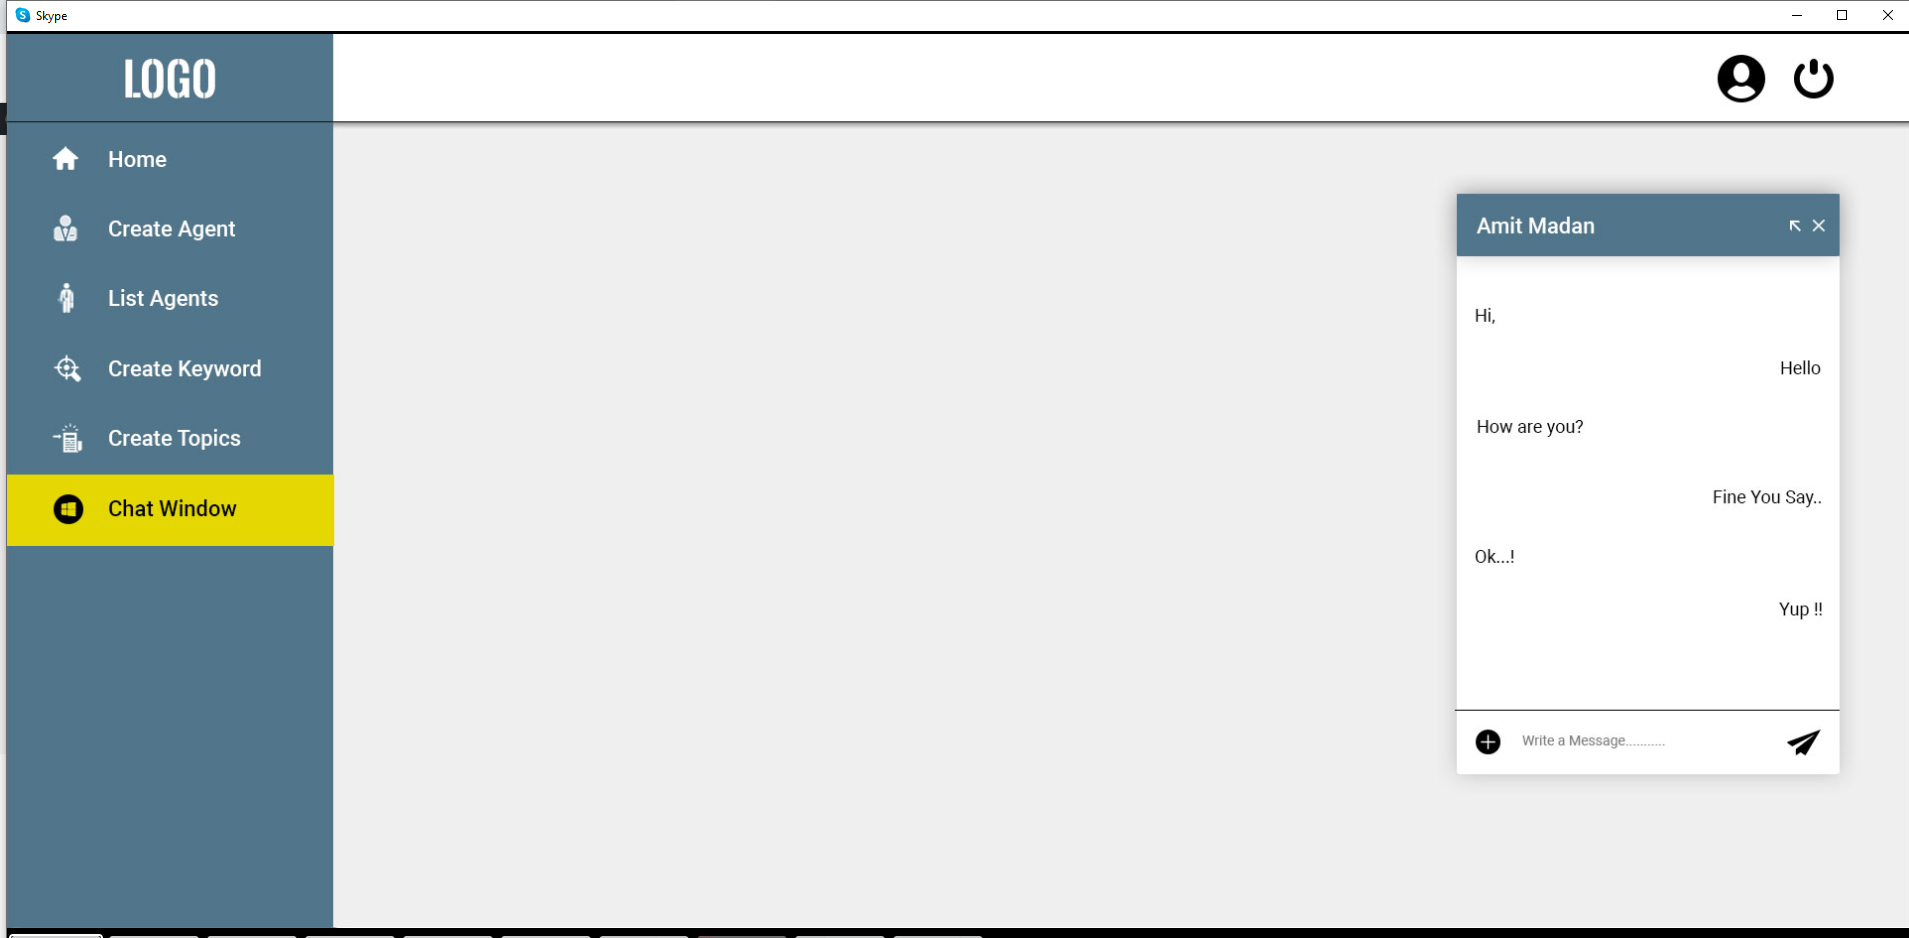 Skype
LOGO
Home
Create Agent
List Agents
Create Keyword
Create Topics
Chat Window
Amit Madan
Hi,
Hello
How are you?
Fine You Say..
Ok...!
Yup !!
Write a Message...........